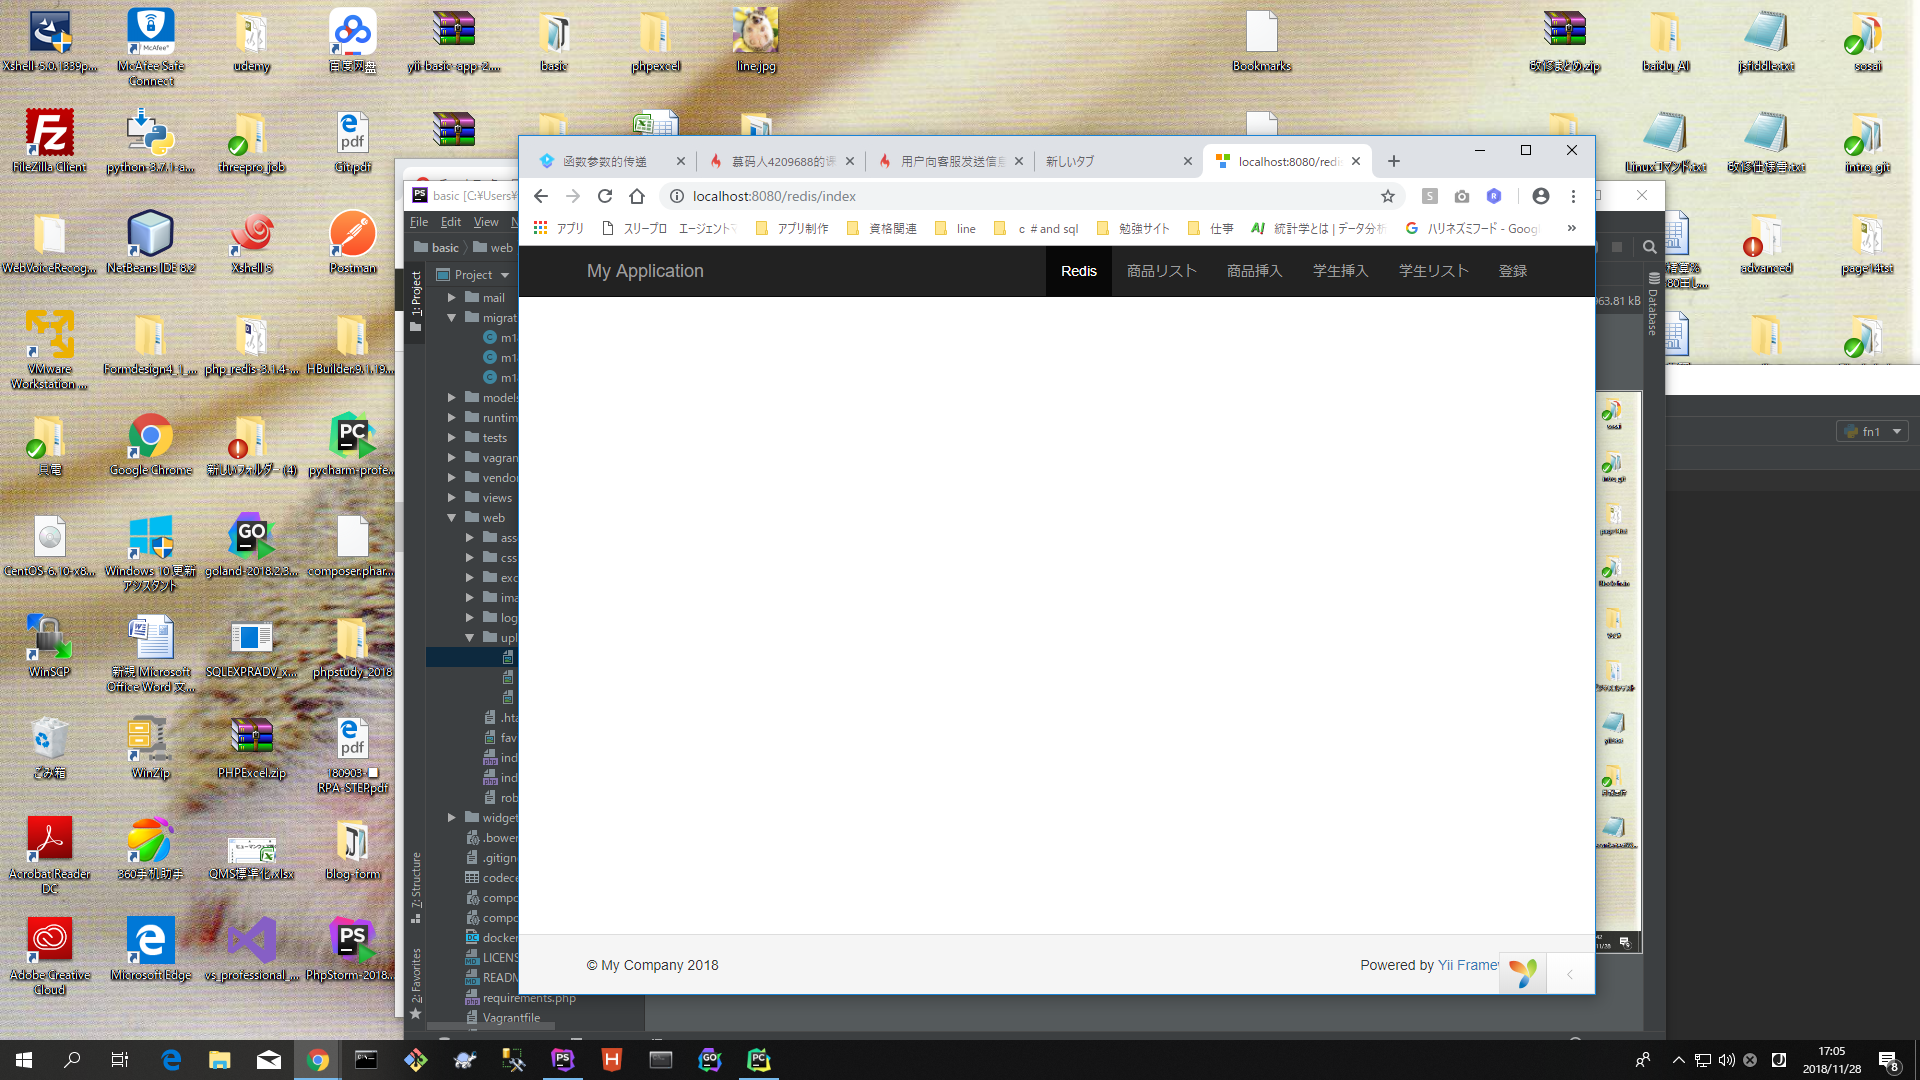 Xshell-5.0.1339p...
McAfee Safe
Connect
udemy
百度网盘
yii-basic-app-2....
basic
phpexcel
line.jpg
Bookmarks
改修まとめ.zip
baidu_AI
jsfiddle.txt
sosai
FileZilla Client
python-3.7.1-a...
threepro_job
Git.pdf
Linuxコマンド.txt
改修仕様書.txt
intro_git
函数参数的传递
慕码人4209688的课
用户向客服发送信息
新しいタブ
localhost:8080/redis
localhost:8080/redis/index
アプリ
スリープロ エージェントマ
アプリ制作
資格関連
line
c # and sql
勉強サイト
仕事
統計学とは | データ分析
ハリネズミフード - Goog
»
My Application
Redis
商品リスト
商品挿入
学生挿入
学生リスト
登録
© My Company 2018
Powered by Yii Frame
basic [C:¥Users¥
File
Edit
View
N
basic
web
Project
1: Project
mail
migrat
m1
m1
m1
models
runtim
tests
vagran
vendo
views
web
ass
css
exc
ima
log
upl
.hta
fav
ind
ind
rob
widget
.bower
.gitign
codece
compo
compo
docker
LICENS
READM
requirements.php
Vagrantfile
7: Structure
2: Favorites
Database
963.81 kB
fn1
WebVoiceRecog...
NetBeans IDE 8.2
Xshell 5
Postman
advanced
page14tst
VMware
Workstation ...
Formdesign4_1_...
php_redis-3.1.4-...
HBuilder.9.1.19...
Google Chrome
新しいフォルダー (4)
pycharm-profe...
CentOS-6.10-x8...
Windows 10 更新
アシスタント
goland-2018.2.3...
composer.phar...
WinSCP
新規 Microsoft
Office Word 文...
SQLEXPRADV_x...
phpstudy_2018
ごみ箱
WinZip
PHPExcel.zip
RPA-STEP.pdf
Acrobat Reader
DC
360手机助手
QMS標準化.xlsx
Blog-form
Adobe Creative
Cloud
Microsoft Edge
vs_professional_...
PhpStorm-2018...
17:05
2018/11/28
8